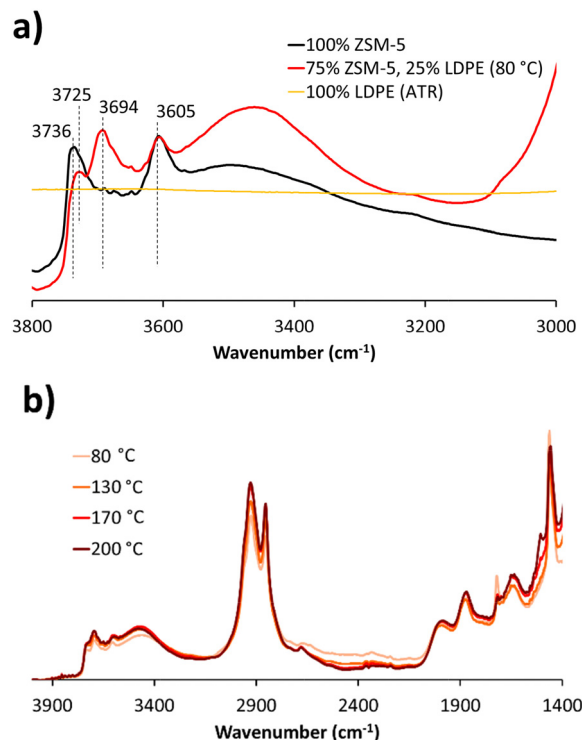 a)
100% ZSM-5
75% ZSM-5, 25% LDPE (80 °C)
100% LDPE (ATR)
3725
3694
3605
3736
3800 3600 3400 3200 3000
Wavenumber (cm⁻¹)
b)
80 °C
130 °C
170 °C
200 °C
3900 3400 2900 2400 1900 1400
Wavenumber (cm⁻¹)